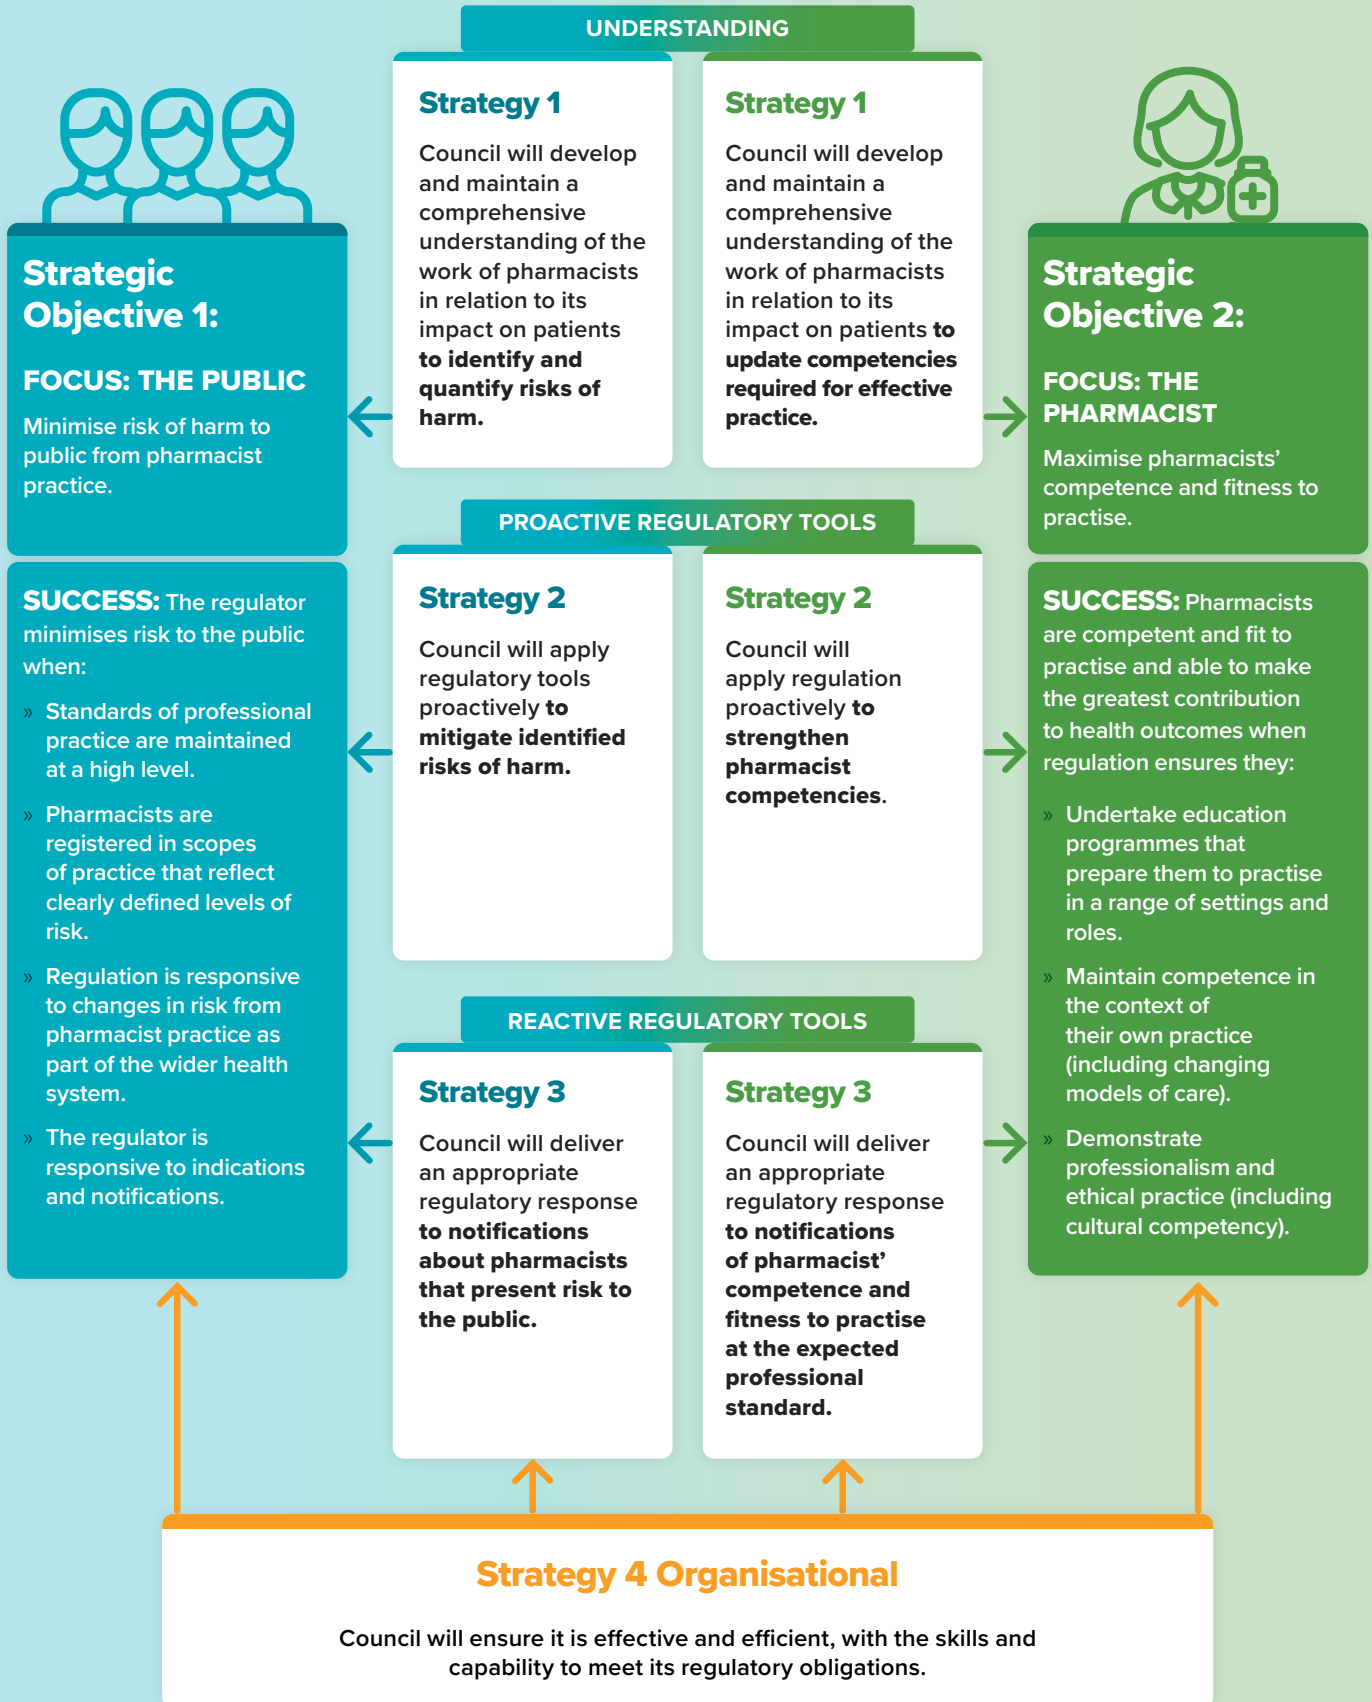 UNDERSTANDING
Strategic
Objective 1:
FOCUS: THE PUBLIC
Minimise risk of harm to
public from pharmacist
practice.
SUCCESS: The regulator
minimises risk to the public
when:
» Standards of professional
practice are maintained
at a high level.
» Pharmacists are
registered in scopes
of practice that reflect
clearly defined levels of
risk.
» Regulation is responsive
to changes in risk from
pharmacist practice as
part of the wider health
system.
» The regulator is
responsive to indications
and notifications.
Strategy 1
Council will develop
and maintain a
comprehensive
understanding of the
work of pharmacists
in relation to its
impact on patients
to identify and
quantify risks of
harm.
Strategy 1
Council will develop
and maintain a
comprehensive
understanding of the
work of pharmacists
in relation to its
impact on patients to
update competencies
required for effective
practice.
PROACTIVE REGULATORY TOOLS
Strategy 2
Council will apply
regulatory tools
proactively to
mitigate identified
risks of harm.
Strategy 2
Council will
apply regulation
proactively to
strengthen
pharmacist
competencies.
REACTIVE REGULATORY TOOLS
Strategy 3
Council will deliver
an appropriate
regulatory response
to notifications
about pharmacists
that present risk to
the public.
Strategy 3
Council will deliver
an appropriate
regulatory response
to notifications
of pharmacist’
competence and
fitness to practise
at the expected
professional
standard.
Strategic
Objective 2:
FOCUS: THE
PHARMACIST
Maximise pharmacists’
competence and fitness to
practise.
SUCCESS: Pharmacists
are competent and fit to
practise and able to make
the greatest contribution
to health outcomes when
regulation ensures they:
» Undertake education
programmes that
prepare them to practise
in a range of settings and
roles.
» Maintain competence in
the context of
their own practice
(including changing
models of care).
» Demonstrate
professionalism and
ethical practice (including
cultural competency).
Strategy 4 Organisational
Council will ensure it is effective and efficient, with the skills and
capability to meet its regulatory obligations.